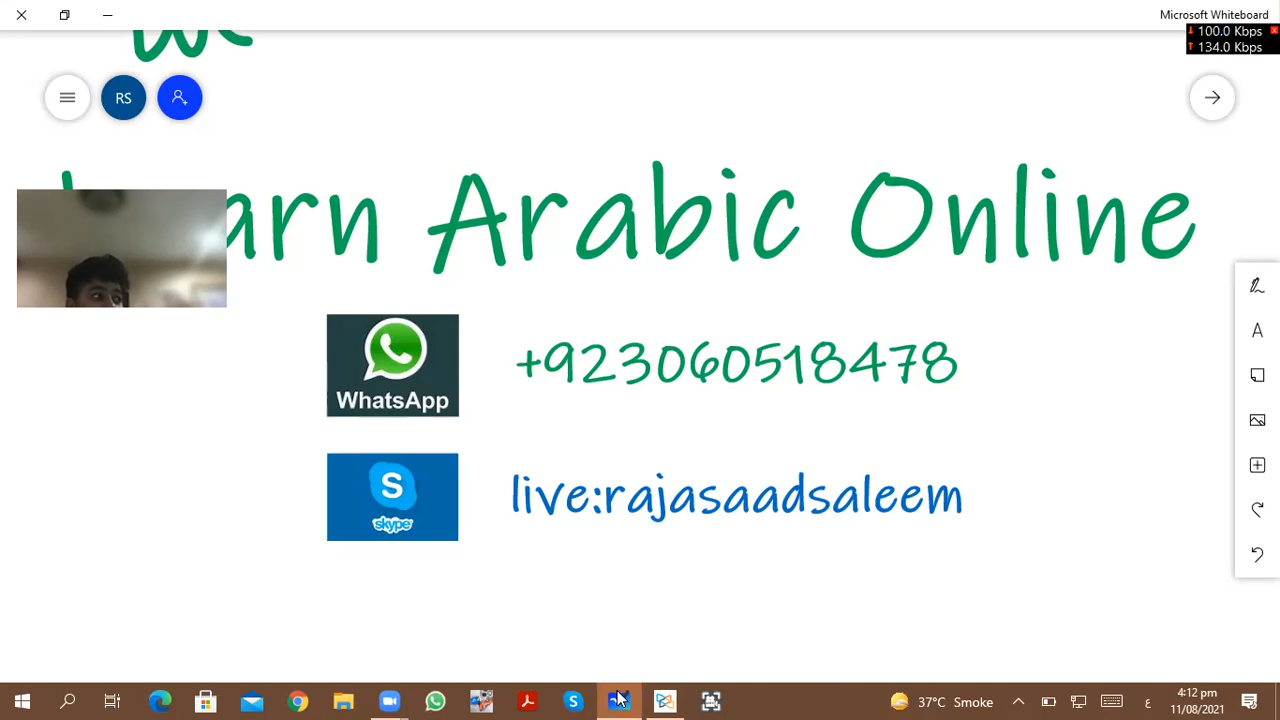 Microsoft Whiteboard
100.0 Kbps
134.0 Kbps
RS
Learn Arabic Online
WhatsApp
+923060518478
S
skype
live:rajasaadsaleem
37°C Smoke
ع
4:12 pm
11/08/2021